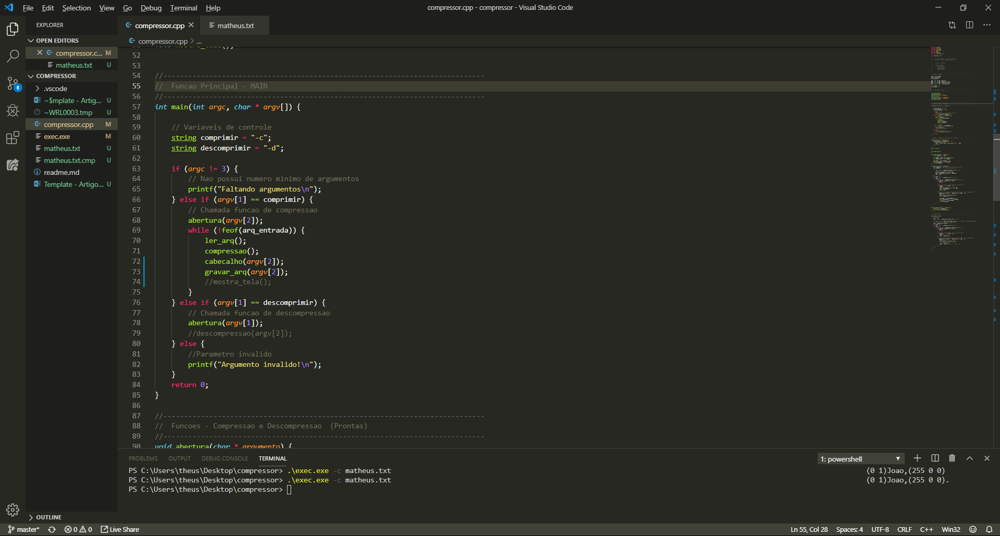 File Edit Selection View Go Debug Terminal Help
compressor.cpp - compressor - Visual Studio Code
EXPLORER
OPEN EDITORS
compressor.c... M
matheus.txt U
COMPRESSOR
.vscode
~$mplate - Artig... U
~WRL0003.tmp U
compressor.cpp M
exec.exe M
matheus.txt U
matheus.txt.cmp U
readme.md
Template - Artigo... U
OUTLINE
8
compressor.cpp
matheus.txt
compressor.cpp > ...
52
53
54 //-----------------------------------------------------------------------------
55 //  Funcao Principal - MAIN
56 //-----------------------------------------------------------------------------
57 int main(int argc, char * argv[]) {
58
59     // Variaveis de controle
60     string comprimir = "-c";
61     string descomprimir = "-d";
62
63     if (argc != 3) {
64         // Nao possui numero minimo de argumentos
65         printf("Faltando argumentos\n");
66     } else if (argv[1] == comprimir) {
67         // Chamada funcao de compressao
68         abertura(argv[2]);
69         while (!feof(arq_entrada)) {
70             ler_arq();
71             compressao();
72             cabecalho(argv[2]);
73             gravar_arq(argv[2]);
74             //mostra_tela();
75         }
76     } else if (argv[1] == descomprimir) {
77         // Chamada funcao de descompressao
78         abertura(argv[1]);
79         //descompressao(argv[2]);
80     } else {
81         //Parametro invalido
82         printf("Argumento invalido!\n");
83     }
84     return 0;
85 }
86
87 //-----------------------------------------------------------------------------
88 //  Funcoes - Compressao e Descompressao  (Prontas)
89 //-----------------------------------------------------------------------------
90 void abertura(char * argumento) {
PROBLEMS OUTPUT DEBUG CONSOLE TERMINAL
1: powershell
PS C:\Users\theus\Desktop\compressor> .\exec.exe -c matheus.txt (0 1)Joao,(255 0 0)
PS C:\Users\theus\Desktop\compressor> .\exec.exe -c matheus.txt (0 1)Joao,(255 0 0).
PS C:\Users\theus\Desktop\compressor>
master* 0 0 Live Share
Ln 55, Col 28 Spaces: 4 UTF-8 CRLF C++ Win32